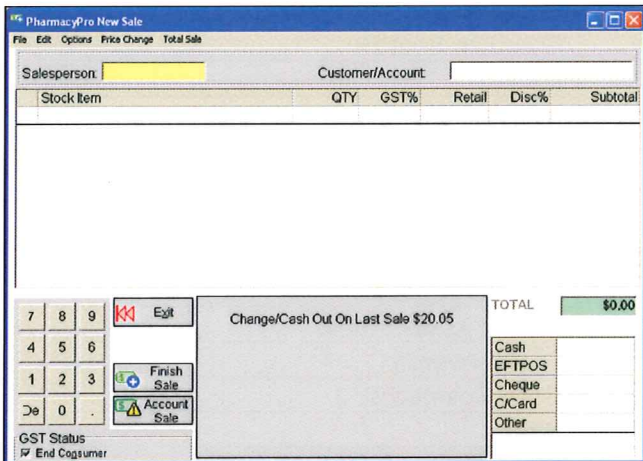 PharmacyPro New Sale
File Edit Options Price Change Total Sale
Salesperson: Customer/Account:
Stock Item QTY GST% Retail Disc% Subtotal
7 8 9
4 5 6
1 2 3
De 0 .
Exit
Finish Sale
Account Sale
GST Status
End Consumer
Change/Cash Out On Last Sale $20.05
TOTAL $0.00
Cash
EFTPOS
Cheque
C/Card
Other